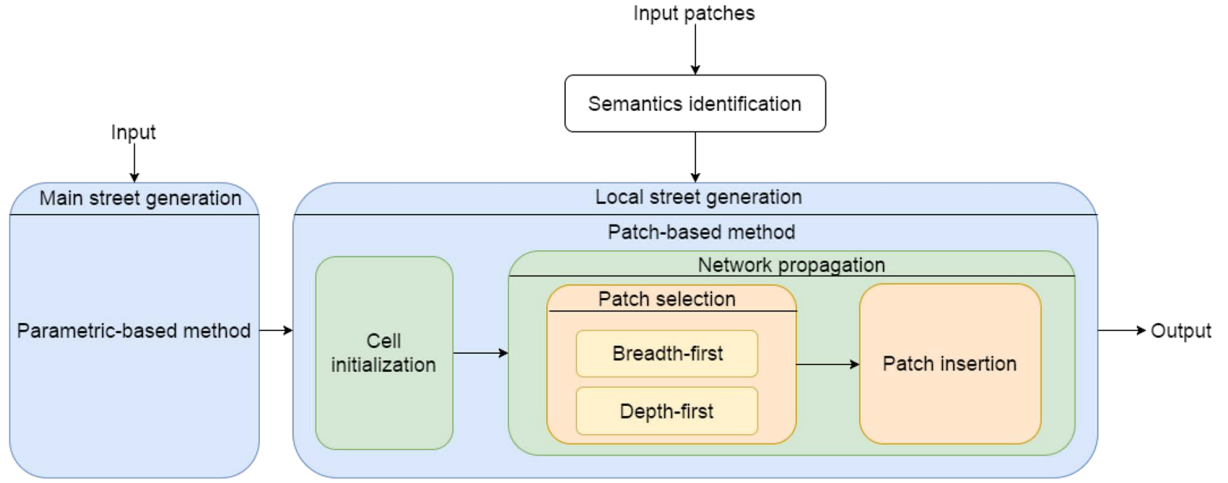 Input patches
Semantics identification
Input
Main street generation
Parametric-based method
Local street generation
Patch-based method
Cell
initialization
Network propagation
Patch selection
Breadth-first
Depth-first
Patch insertion
Output